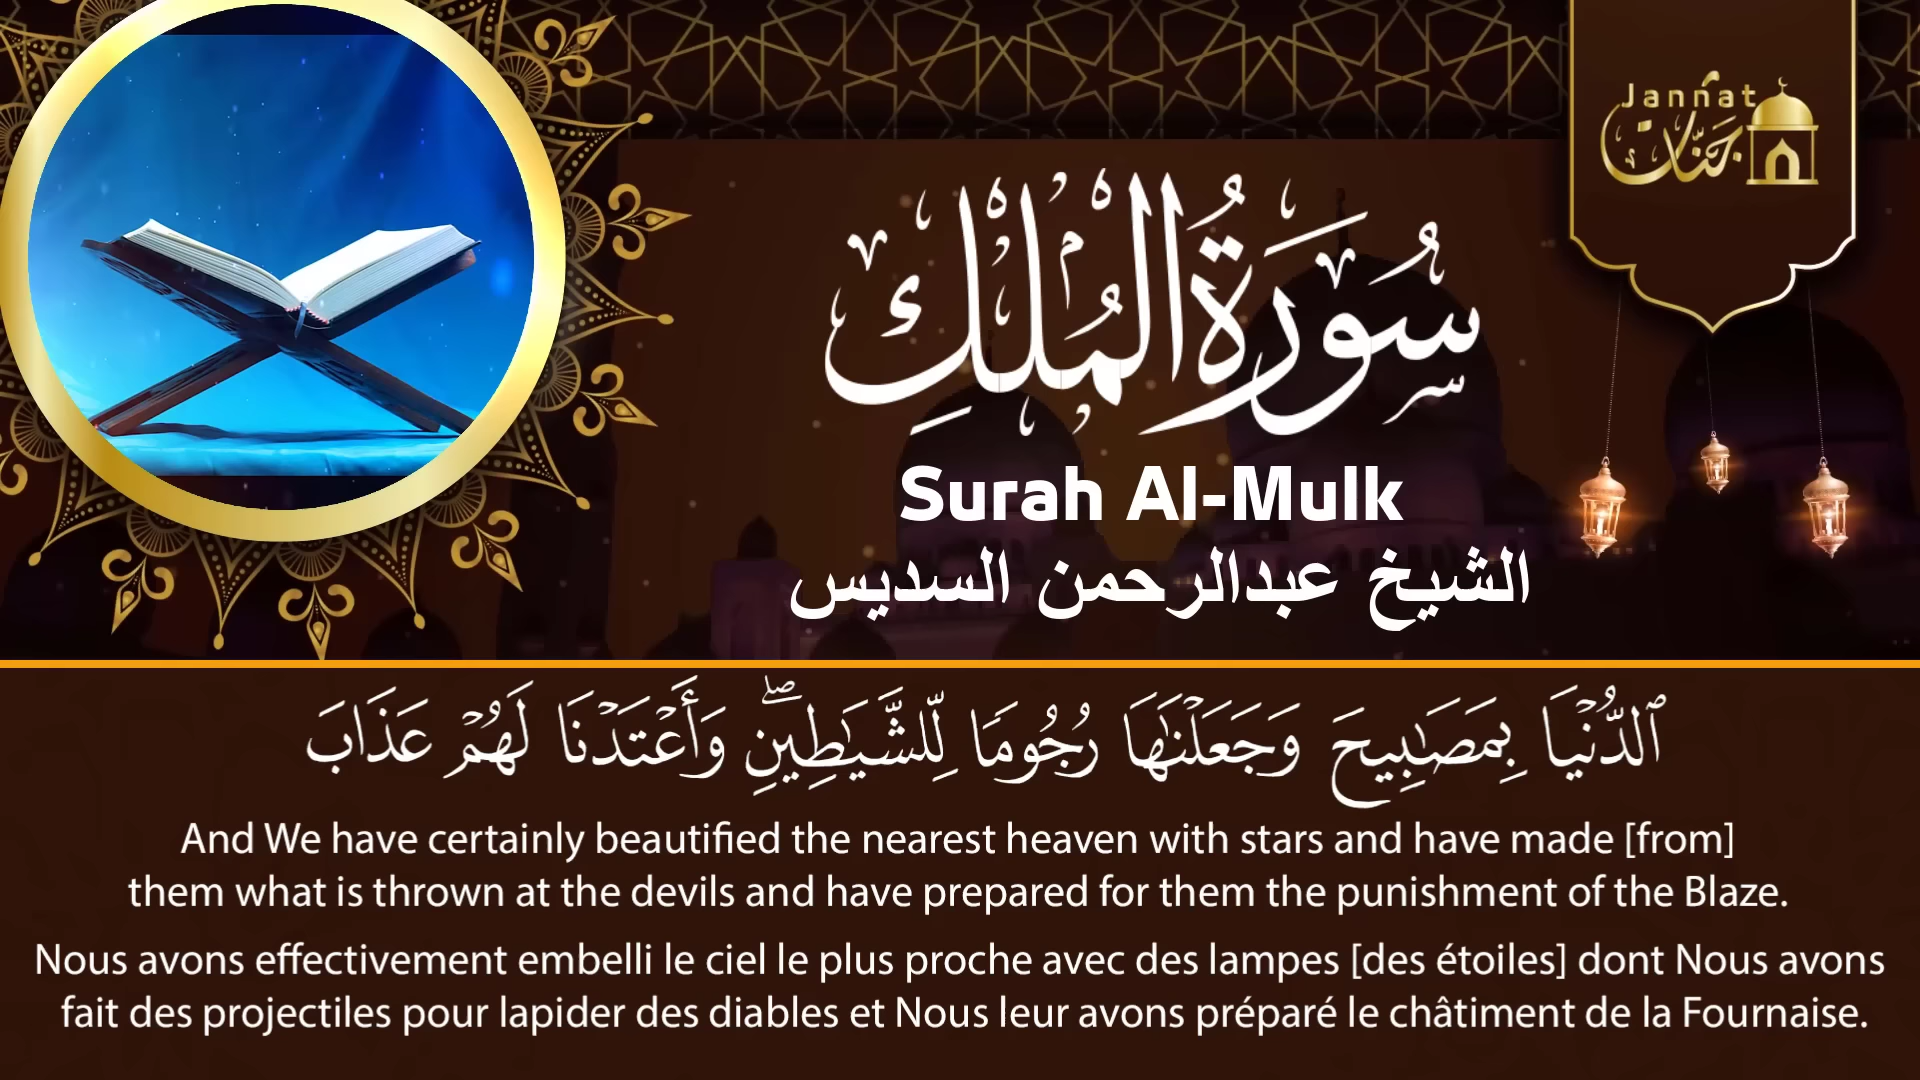 Jannat
جَنَّات
سُورَةُ الْمُلْكِ
Surah Al-Mulk
الشيخ عبدالرحمن السديس
ٱلدُّنْيَا بِمَصَـٰبِيحَ وَجَعَلْنَـٰهَا رُجُومًا لِّلشَّيَـٰطِينِ ۖ وَأَعْتَدْنَا لَهُمْ عَذَابَ
And We have certainly beautified the nearest heaven with stars and have made [from]
them what is thrown at the devils and have prepared for them the punishment of the Blaze.
Nous avons effectivement embelli le ciel le plus proche avec des lampes [des étoiles] dont Nous avons
fait des projectiles pour lapider des diables et Nous leur avons préparé le châtiment de la Fournaise.